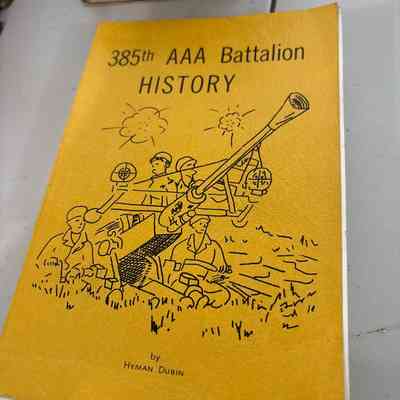 385th AAA Battalion
HISTORY
by
HYMAN DUBIN